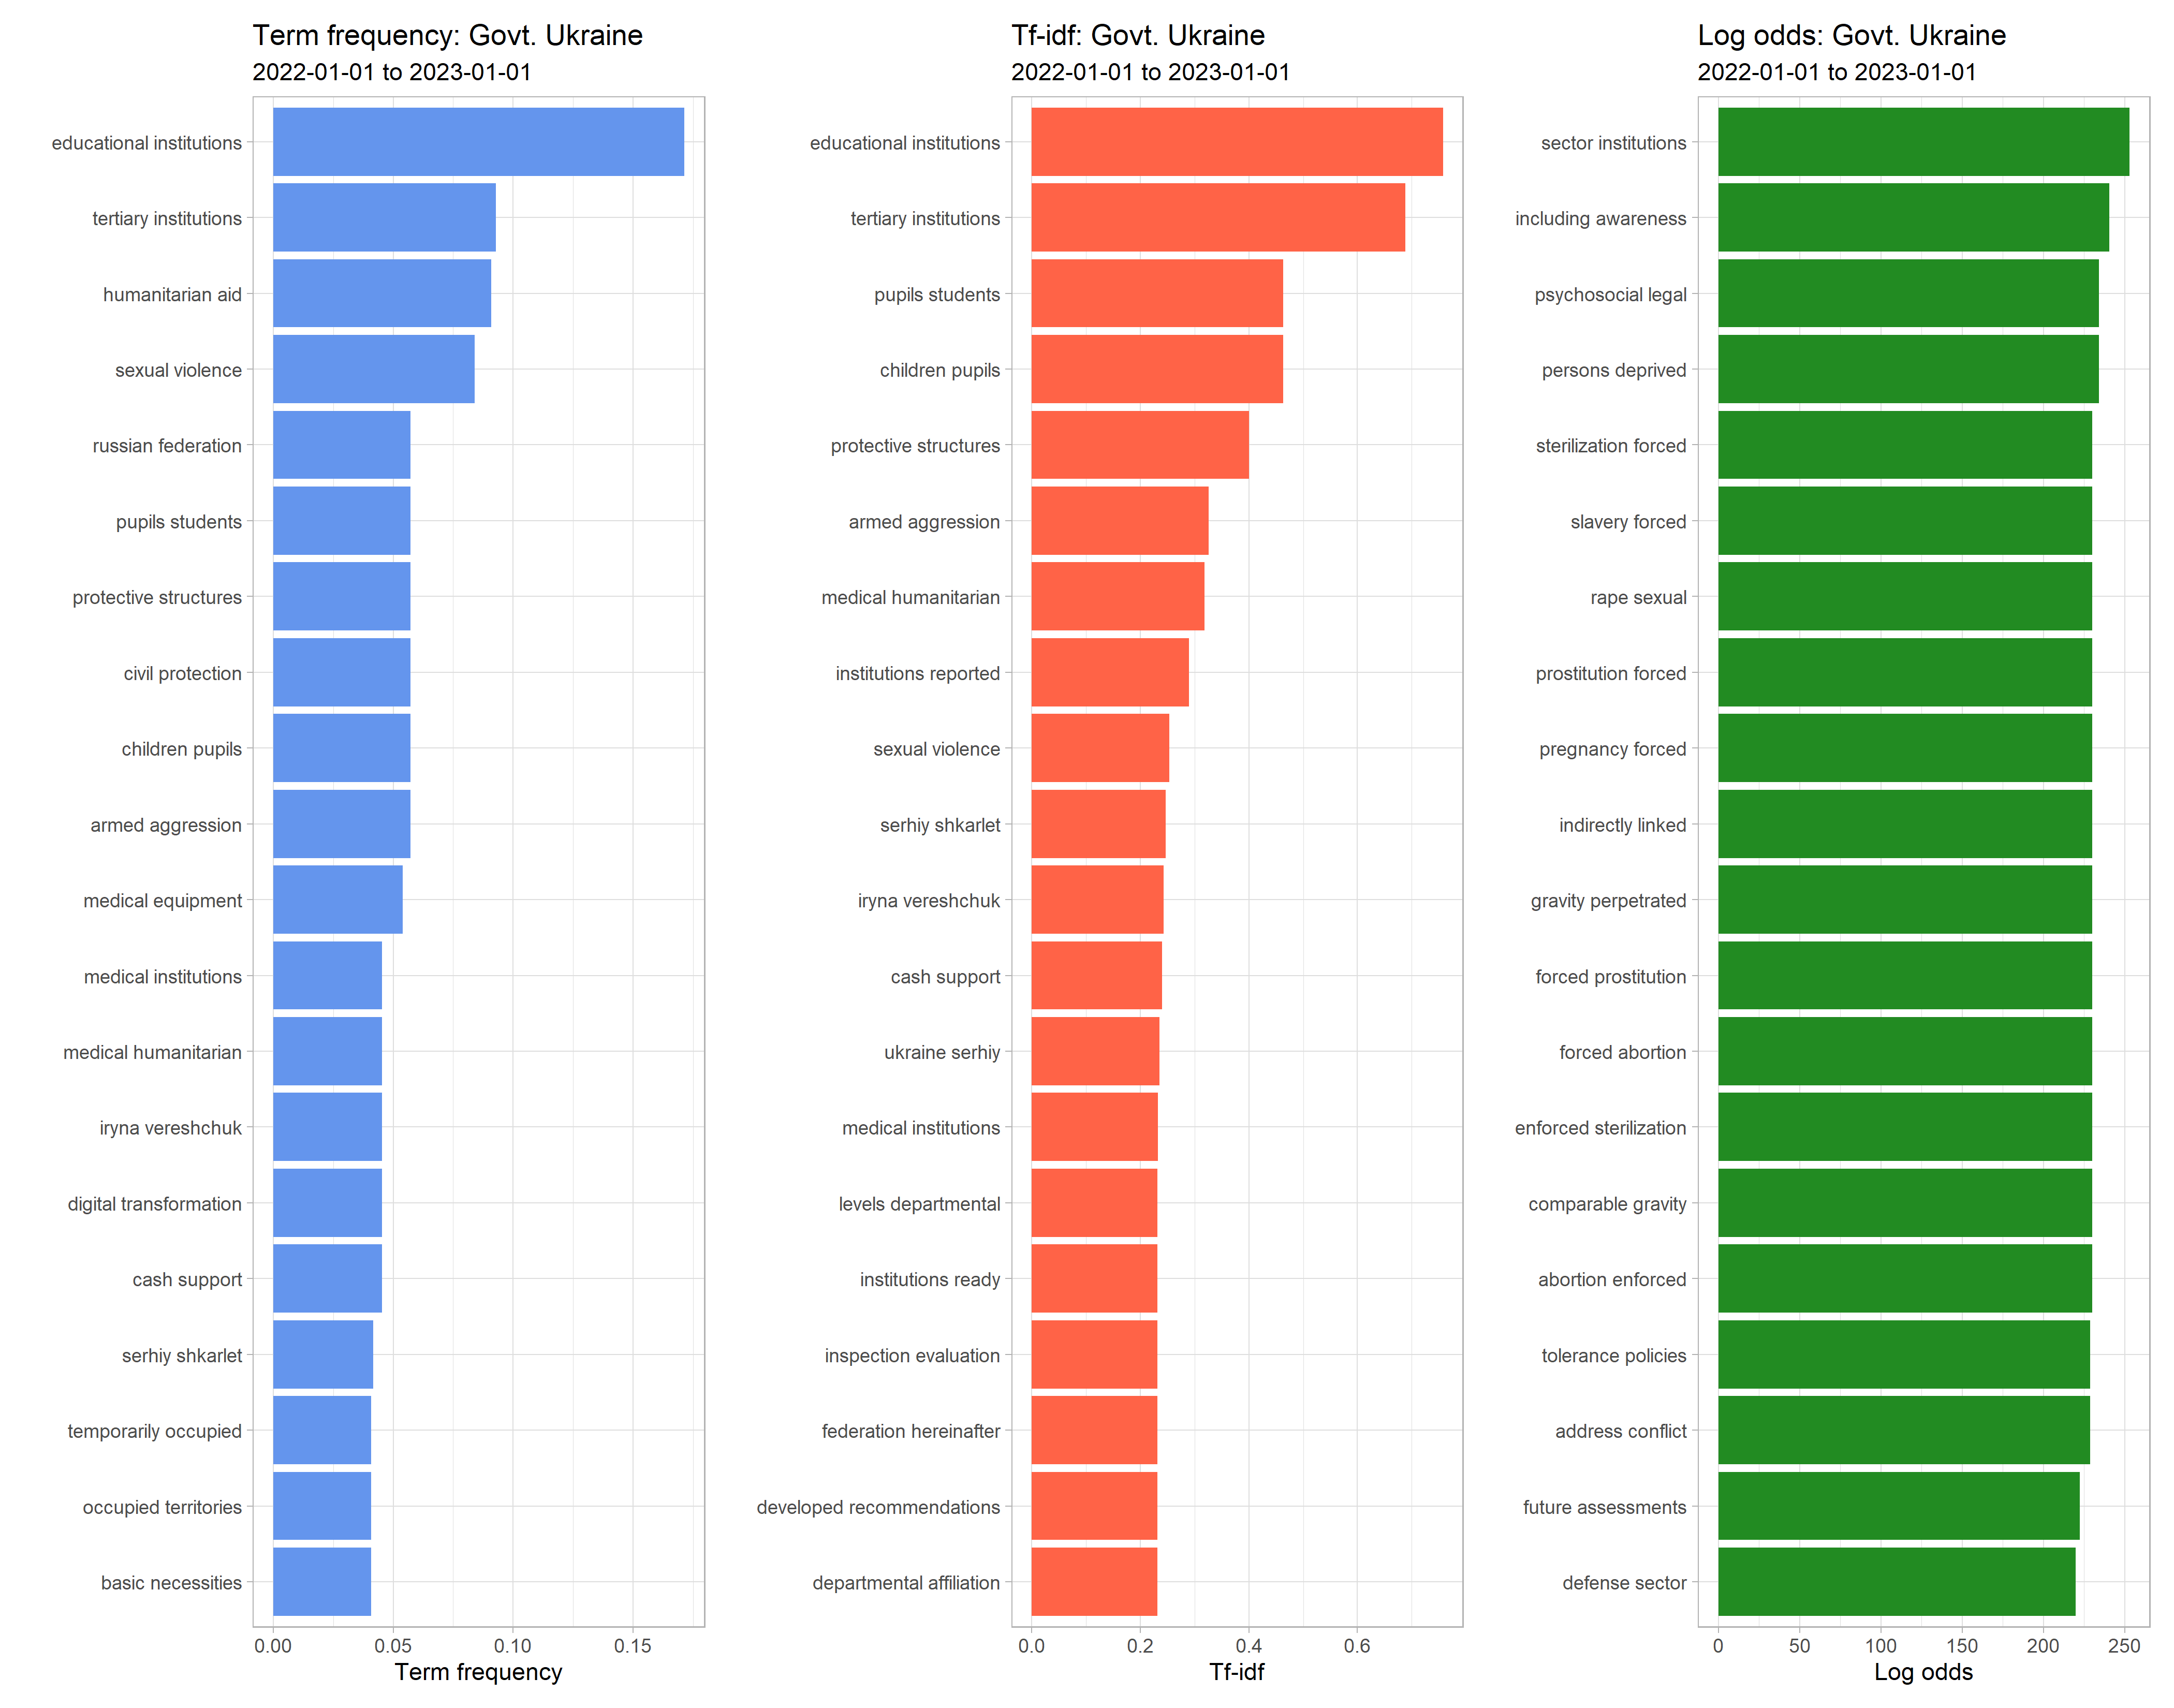 Term frequency: Govt. Ukraine
2022-01-01 to 2023-01-01
educational institutions
tertiary institutions
humanitarian aid
sexual violence
russian federation
pupils students
protective structures
civil protection
children pupils
armed aggression
medical equipment
medical institutions
medical humanitarian
iryna vereshchuk
digital transformation
cash support
serhiy shkarlet
temporarily occupied
occupied territories
basic necessities
0.00 0.05 0.10 0.15
Term frequency
Tf-idf: Govt. Ukraine
2022-01-01 to 2023-01-01
educational institutions
tertiary institutions
pupils students
children pupils
protective structures
armed aggression
medical humanitarian
institutions reported
sexual violence
serhiy shkarlet
iryna vereshchuk
cash support
ukraine serhiy
medical institutions
levels departmental
institutions ready
inspection evaluation
federation hereinafter
developed recommendations
departmental affiliation
0.0 0.2 0.4 0.6
Tf-idf
Log odds: Govt. Ukraine
2022-01-01 to 2023-01-01
sector institutions
including awareness
psychosocial legal
persons deprived
sterilization forced
slavery forced
rape sexual
prostitution forced
pregnancy forced
indirectly linked
gravity perpetrated
forced prostitution
forced abortion
enforced sterilization
comparable gravity
abortion enforced
tolerance policies
address conflict
future assessments
defense sector
0 50 100 150 200 250
Log odds